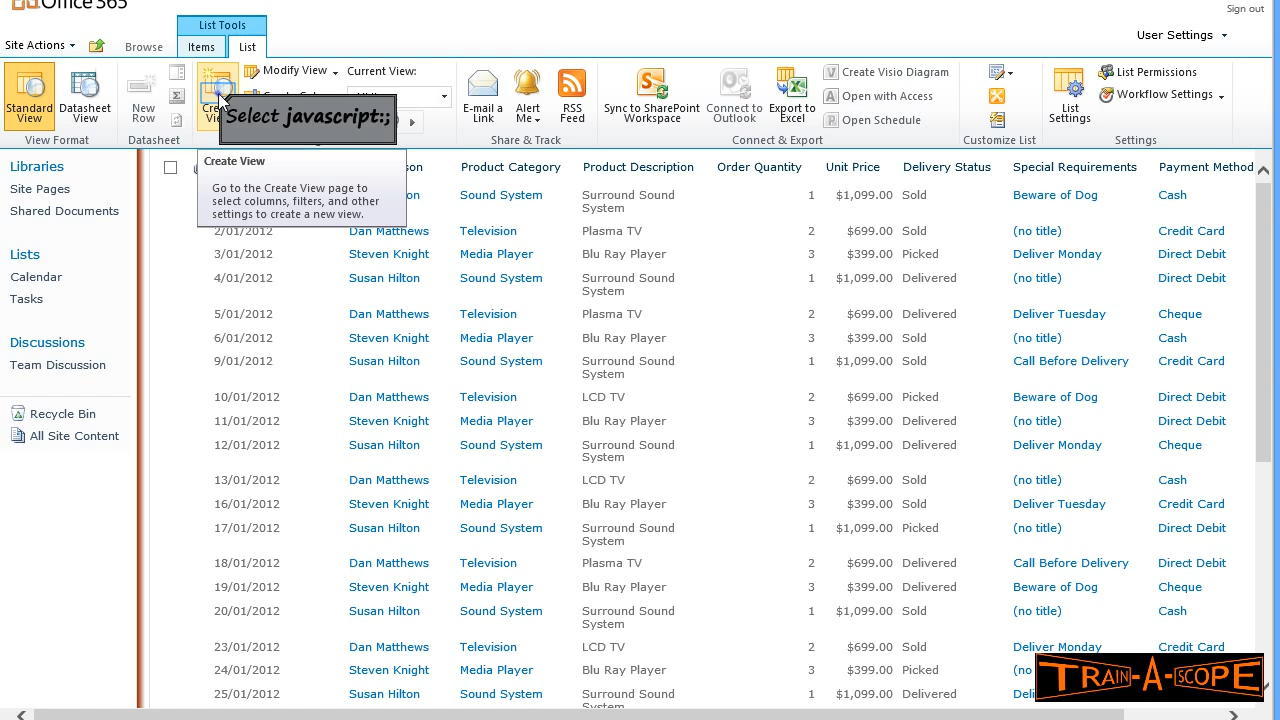 Office 365
Sign out
List Tools
Site Actions
Browse
Items
List
User Settings
Standard View
Datasheet View
New Row
Modify View
Current View:
E-mail a Link
Alert Me
RSS Feed
Sync to SharePoint Workspace
Connect to Outlook
Export to Excel
Create Visio Diagram
Open with Access
Open Schedule
List Settings
List Permissions
Workflow Settings
Select javascript:;
View Format
Datasheet
Share & Track
Connect & Export
Customize List
Settings
Create View
Go to the Create View page to
select columns, filters, and other
settings to create a new view.
Libraries
Site Pages
Shared Documents
Lists
Calendar
Tasks
Discussions
Team Discussion
Recycle Bin
All Site Content
Product Category Product Description Order Quantity Unit Price Delivery Status Special Requirements Payment Method
Sound System Surround Sound System 1 $1,099.00 Sold Beware of Dog Cash
2/01/2012 Dan Matthews Television Plasma TV 2 $699.00 Sold (no title) Credit Card
3/01/2012 Steven Knight Media Player Blu Ray Player 3 $399.00 Picked Deliver Monday Direct Debit
4/01/2012 Susan Hilton Sound System Surround Sound System 1 $1,099.00 Delivered (no title) Direct Debit
5/01/2012 Dan Matthews Television Plasma TV 2 $699.00 Delivered Deliver Tuesday Cheque
6/01/2012 Steven Knight Media Player Blu Ray Player 3 $399.00 Sold (no title) Cash
9/01/2012 Susan Hilton Sound System Surround Sound System 1 $1,099.00 Sold Call Before Delivery Credit Card
10/01/2012 Dan Matthews Television LCD TV 2 $699.00 Picked Beware of Dog Direct Debit
11/01/2012 Steven Knight Media Player Blu Ray Player 3 $399.00 Sold (no title) Direct Debit
12/01/2012 Susan Hilton Sound System Surround Sound System 1 $1,099.00 Sold Deliver Monday Cheque
13/01/2012 Dan Matthews Television LCD TV 2 $699.00 Sold (no title) Cash
16/01/2012 Steven Knight Media Player Blu Ray Player 3 $399.00 Sold Deliver Tuesday Credit Card
17/01/2012 Susan Hilton Sound System Surround Sound System 1 $1,099.00 Picked (no title) Direct Debit
18/01/2012 Dan Matthews Television Plasma TV 2 $699.00 Delivered Call Before Delivery Direct Debit
19/01/2012 Steven Knight Media Player Blu Ray Player 3 $399.00 Delivered Beware of Dog Cheque
20/01/2012 Susan Hilton Sound System Surround Sound System 1 $1,099.00 Sold (no title) Cash
23/01/2012 Dan Matthews Television LCD TV 2 $699.00 Sold Deliver Monday Credit Card
24/01/2012 Steven Knight Media Player Blu Ray Player 3 $399.00 Picked (no
25/01/2012 Susan Hilton Sound System Surround Sound 1 $1,099.00 Delivered
TRAIN-A-SCOPE